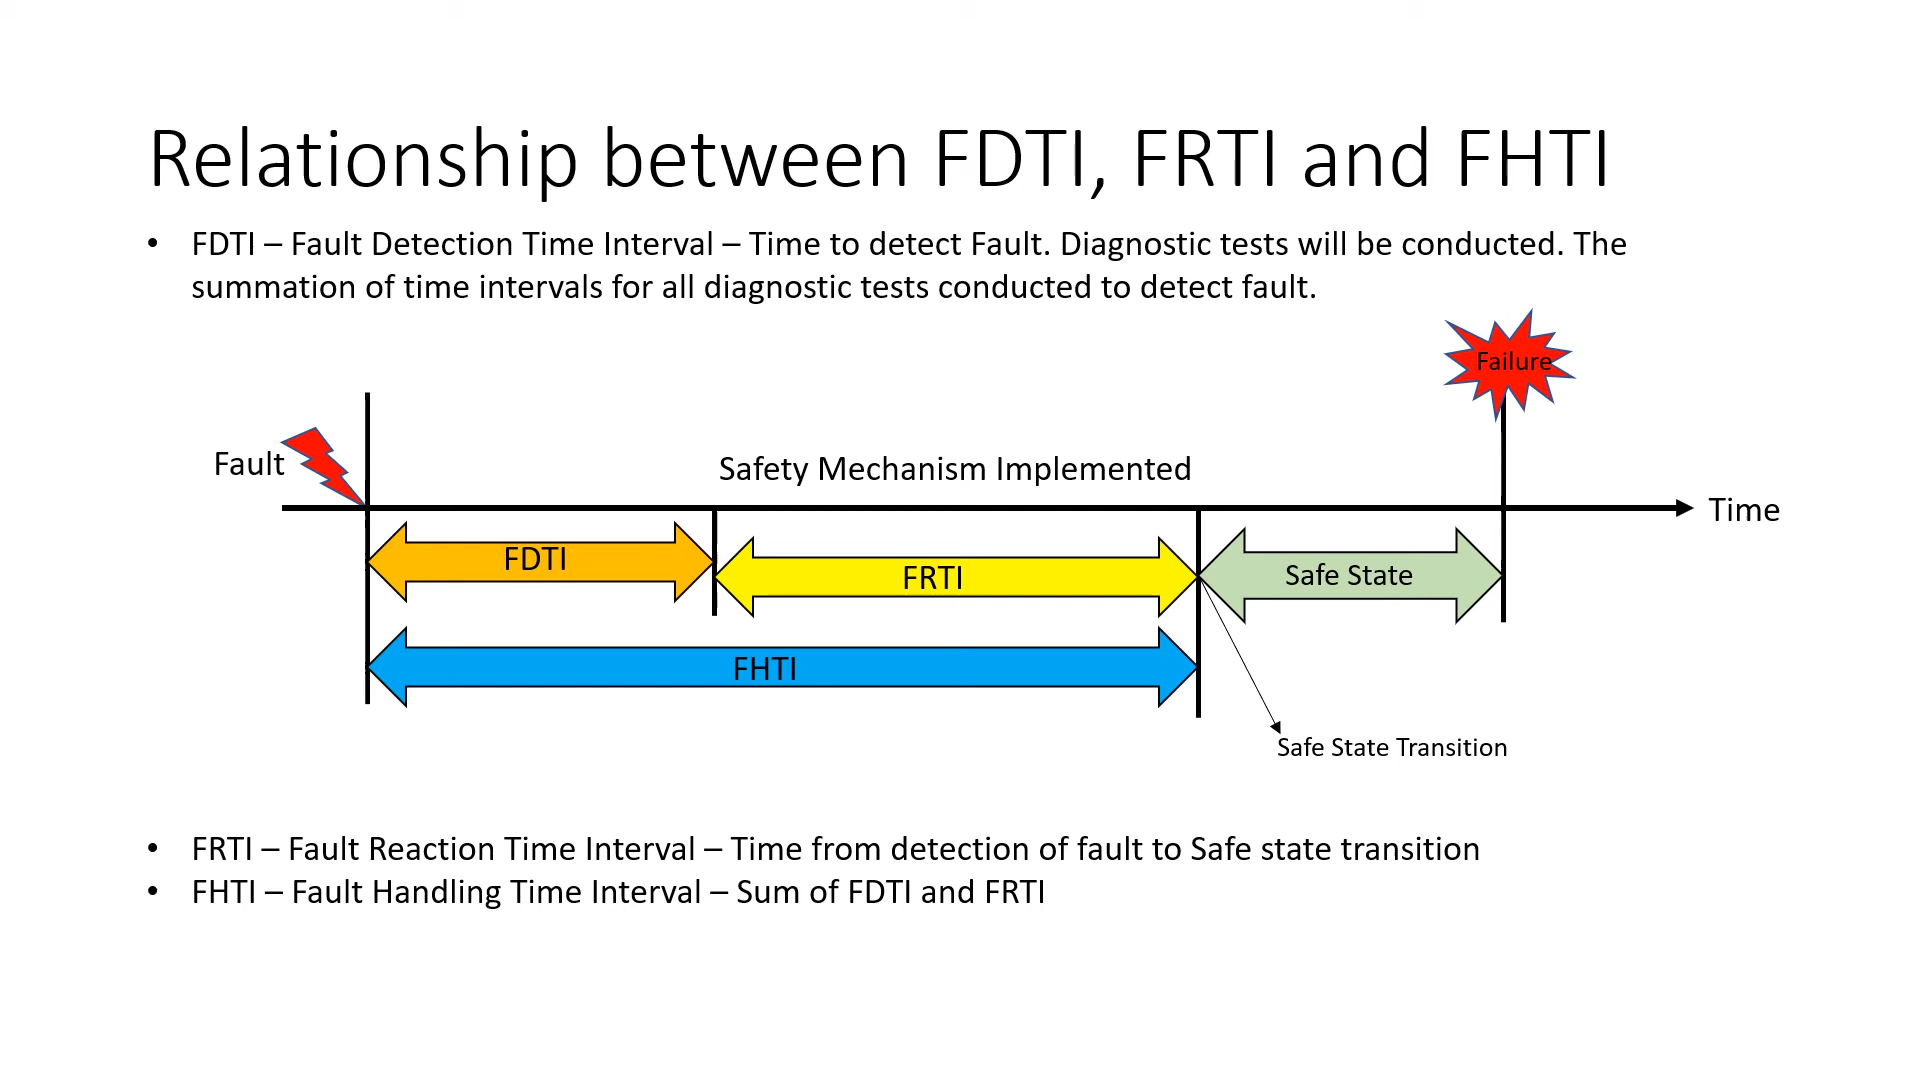 Relationship between FDTI, FRTI and FHTI
• FDTI – Fault Detection Time Interval – Time to detect Fault. Diagnostic tests will be conducted. The
summation of time intervals for all diagnostic tests conducted to detect fault.
Failure
Fault
Safety Mechanism Implemented
Time
FDTI
FRTI
Safe State
FHTI
Safe State Transition
• FRTI – Fault Reaction Time Interval – Time from detection of fault to Safe state transition
• FHTI – Fault Handling Time Interval – Sum of FDTI and FRTI